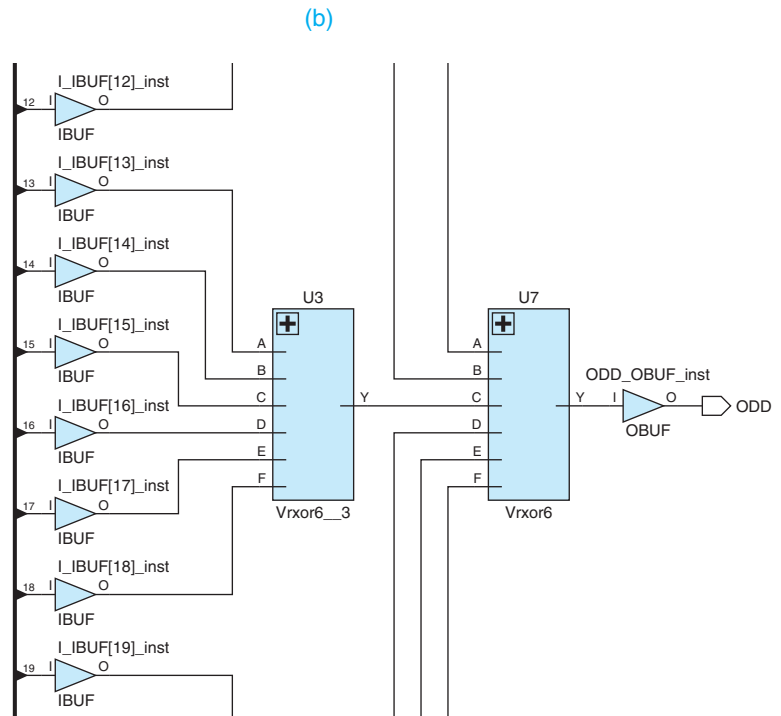 (b)
I_IBUF[12]_inst
12 I O
IBUF
I_IBUF[13]_inst
13 I O
IBUF
I_IBUF[14]_inst
14 I O
IBUF
I_IBUF[15]_inst
15 I O
IBUF
I_IBUF[16]_inst
16 I O
IBUF
I_IBUF[17]_inst
17 I O
IBUF
I_IBUF[18]_inst
18 I O
IBUF
I_IBUF[19]_inst
19 I O
IBUF
U3
A
B
C
D
E
F
Y
Vrxor6__3
U7
A
B
C
D
E
F
Y
Vrxor6
ODD_OBUF_inst
I O
OBUF
ODD